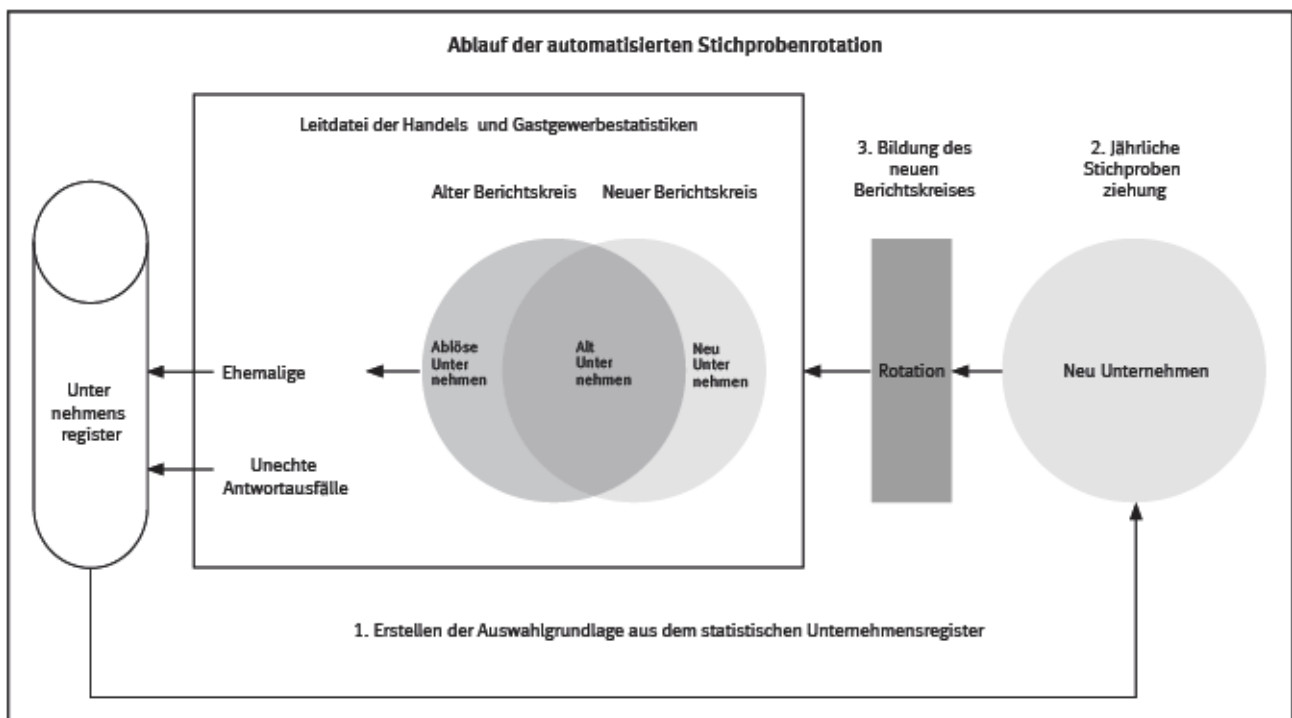 Ablauf der automatisierten Stichprobenrotation
Leitdatei der Handels und Gastgewerbestatistiken
3. Bildung des
neuen
Berichtskreises
2. Jährliche
Stichproben
ziehung
Alter Berichtskreis
Neuer Berichtskreis
Ablöse
Unter
nehmen
Alt
Unter
nehmen
Neu
Unter
nehmen
Rotation
Neu Unternehmen
Ehemalige
Unter
nehmens
register
Unechte
Antwortausfälle
1. Erstellen der Auswahlgrundlage aus dem statistischen Unternehmensregister